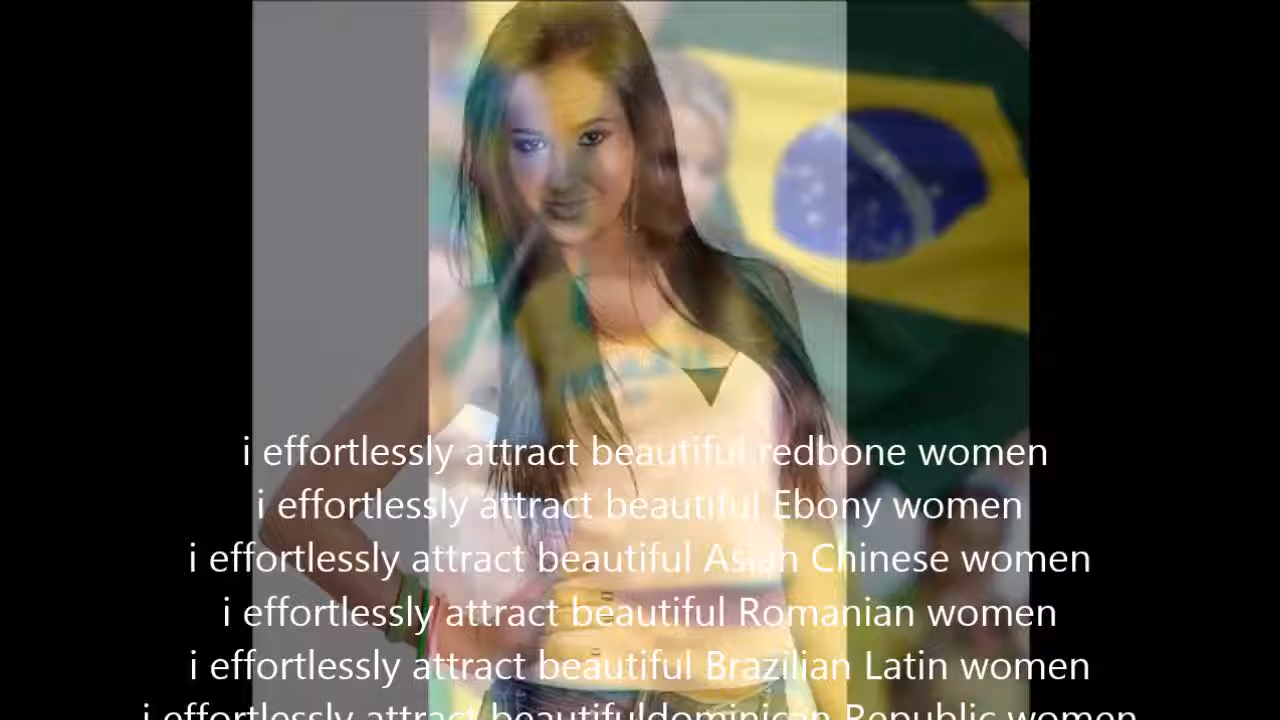 i effortlessly attract beautiful redbone women
i effortlessly attract beautiful Ebony women
i effortlessly attract beautiful Asian Chinese women
i effortlessly attract beautiful Romanian women
i effortlessly attract beautiful Brazilian Latin women
i effortlessly attract beautifuldominican Republic women